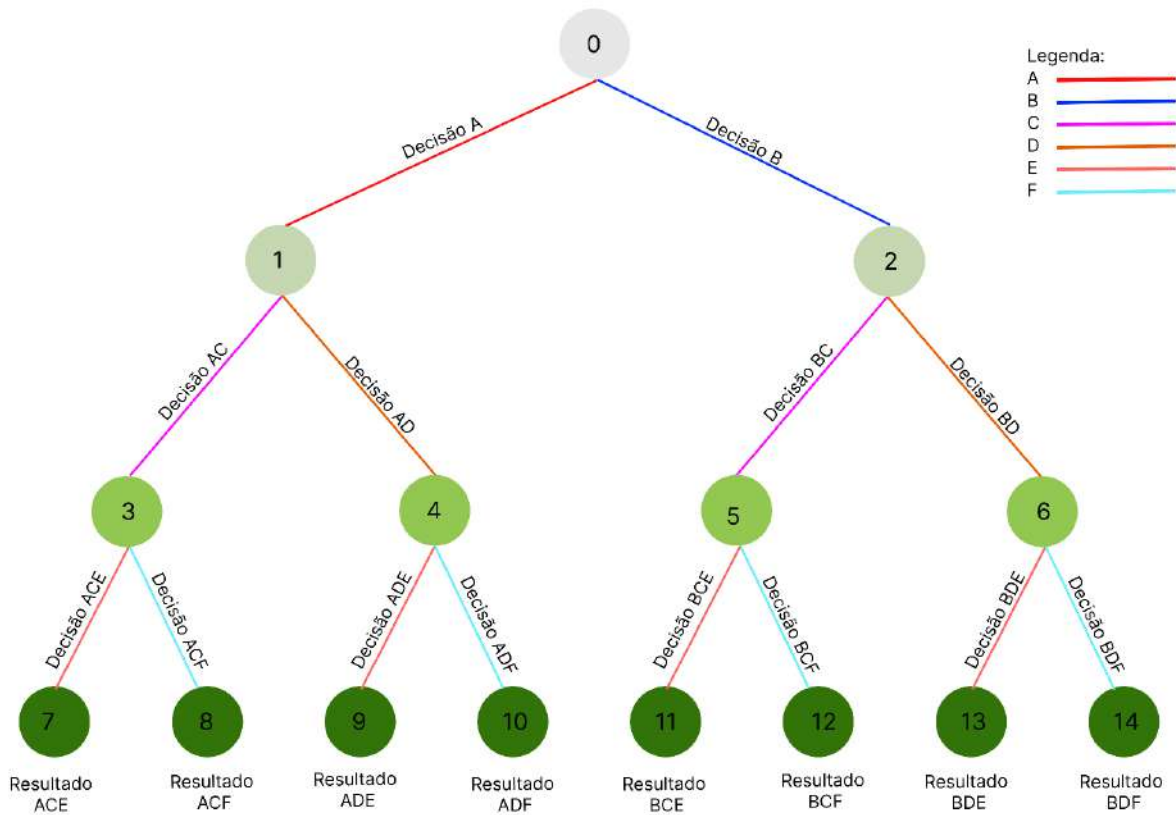 0
Legenda:
A
B
C
D
E
F
Decisão A
Decisão B
1
2
Decisão AC
Decisão AD
Decisão BC
Decisão BD
3
4
5
6
Decisão ACE
Decisão ACF
Decisão ADE
Decisão ADF
Decisão BCE
Decisão BCF
Decisão BDE
Decisão BDF
7
8
9
10
11
12
13
14
Resultado
ACE
Resultado
ACF
Resultado
ADE
Resultado
ADF
Resultado
BCE
Resultado
BCF
Resultado
BDE
Resultado
BDF